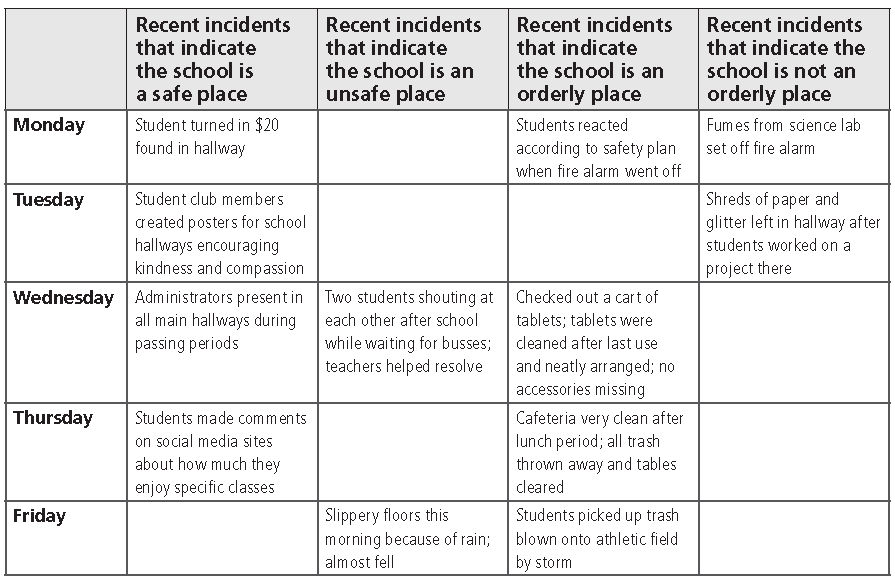 Recent incidents
that indicate
the school is
a safe place
Recent incidents
that indicate
the school is an
unsafe place
Recent incidents
that indicate
the school is an
orderly place
Recent incidents
that indicate the
school is not an
orderly place
Monday
Student turned in $20
found in hallway
Students reacted
according to safety plan
when fire alarm went off
Fumes from science lab
set off fire alarm
Tuesday
Student club members
created posters for school
hallways encouraging
kindness and compassion
Shreds of paper and
glitter left in hallway after
students worked on a
project there
Wednesday
Administrators present in
all main hallways during
passing periods
Two students shouting at
each other after school
while waiting for busses;
teachers helped resolve
Checked out a cart of
tablets; tablets were
cleaned after last use
and neatly arranged; no
accessories missing
Thursday
Students made comments
on social media sites
about how much they
enjoy specific classes
Cafeteria very clean after
lunch period; all trash
thrown away and tables
cleared
Friday
Slippery floors this
morning because of rain;
almost fell
Students picked up trash
blown onto athletic field
by storm